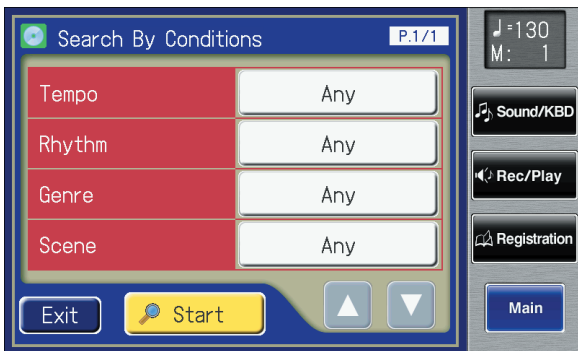 Search By Conditions P.1/1
Tempo Any
Rhythm Any
Genre Any
Scene Any
Exit Start
♩=130
M: 1
Sound/KBD
Rec/Play
Registration
Main